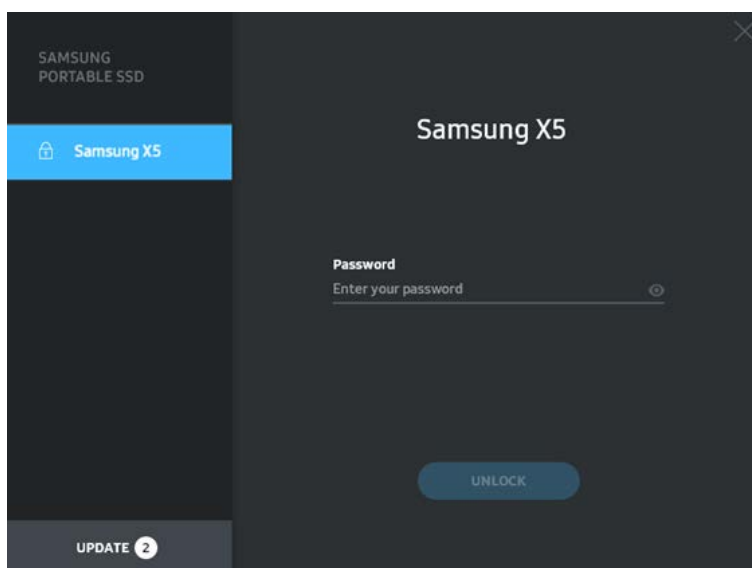 SAMSUNG
PORTABLE SSD
Samsung X5
Samsung X5
Password
Enter your password
UNLOCK
UPDATE 2